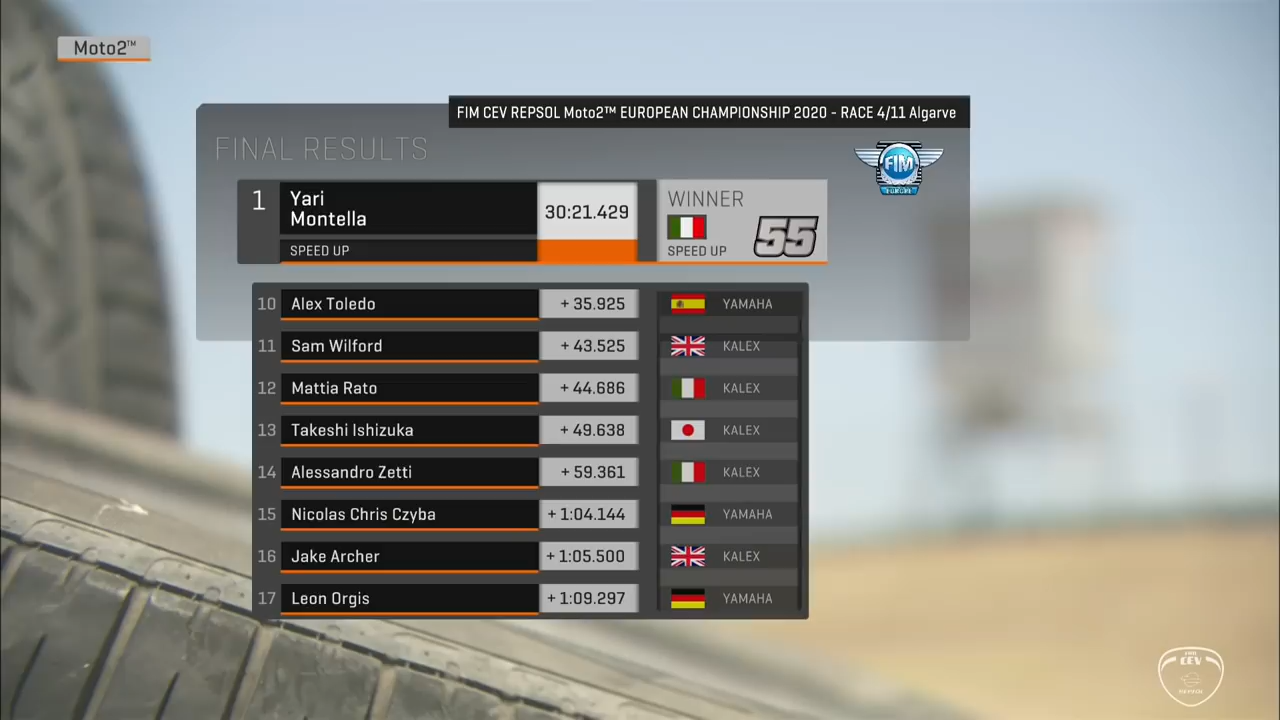 Moto2™
FIM CEV REPSOL Moto2™ EUROPEAN CHAMPIONSHIP 2020 - RACE 4/11 Algarve
FINAL RESULTS
FIM
EUROPE
1 Yari Montella 30:21.429
SPEED UP
WINNER
SPEED UP 55
10 Alex Toledo + 35.925 YAMAHA
11 Sam Wilford + 43.525 KALEX
12 Mattia Rato + 44.686 KALEX
13 Takeshi Ishizuka + 49.638 KALEX
14 Alessandro Zetti + 59.361 KALEX
15 Nicolas Chris Czyba + 1:04.144 YAMAHA
16 Jake Archer + 1:05.500 KALEX
17 Leon Orgis + 1:09.297 YAMAHA
FIM
CEV
REPSOL